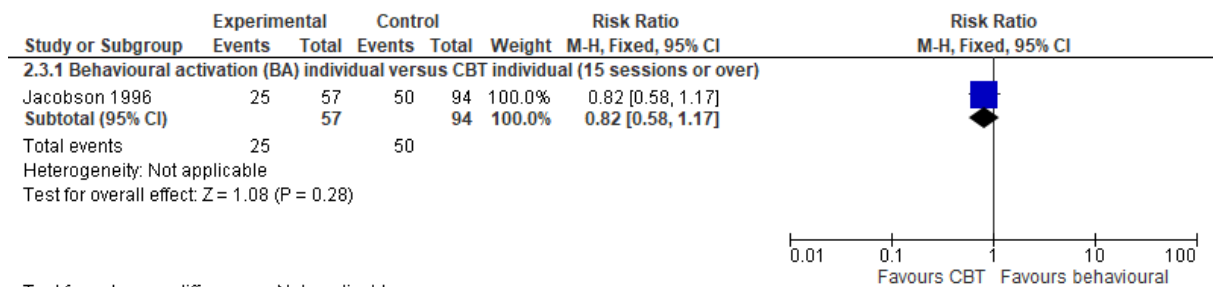 Experimental Control Risk Ratio Risk Ratio
Study or Subgroup Events Total Events Total Weight M-H, Fixed, 95% CI M-H, Fixed, 95% CI
2.3.1 Behavioural activation (BA) individual versus CBT individual (15 sessions or over)
Jacobson 1996 25 57 50 94 100.0% 0.82 [0.58, 1.17]
Subtotal (95% CI) 57 94 100.0% 0.82 [0.58, 1.17]
Total events 25 50
Heterogeneity: Not applicable
Test for overall effect: Z = 1.08 (P = 0.28)
0.01 0.1 1 10 100
Favours CBT Favours behavioural